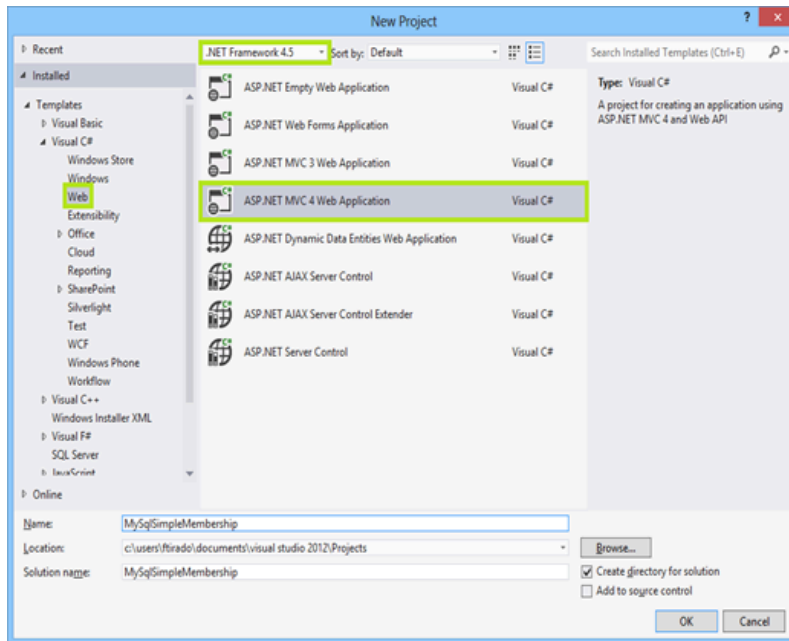 New Project
?
x
Recent
.NET Framework 4.5
Sort by: Default
Search Installed Templates (Ctrl+E)
Installed
Templates
Visual Basic
Visual C#
Windows Store
Windows
Web
Extensibility
Office
Cloud
Reporting
SharePoint
Silverlight
Test
WCF
Windows Phone
Workflow
Visual C++
Windows Installer XML
Visual F#
SQL Server
JavaScript
Online
ASP.NET Empty Web Application Visual C#
ASP.NET Web Forms Application Visual C#
ASP.NET MVC 3 Web Application Visual C#
ASP.NET MVC 4 Web Application Visual C#
ASP.NET Dynamic Data Entities Web Application Visual C#
ASP.NET AJAX Server Control Visual C#
ASP.NET AJAX Server Control Extender Visual C#
ASP.NET Server Control Visual C#
Type: Visual C#
A project for creating an application using
ASP.NET MVC 4 and Web API
Name: MySqlSimpleMembership
Location: c:\users\ftirado\documents\visual studio 2012\Projects
Browse...
Solution name: MySqlSimpleMembership
Create directory for solution
Add to source control
OK
Cancel